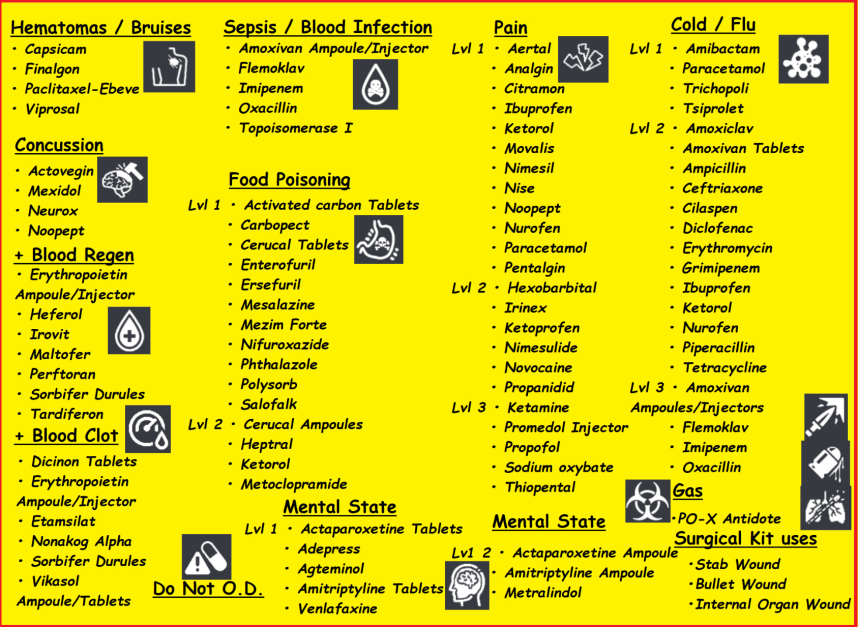 Hematomas / Bruises
• Capsicam
• Finalgon
• Paclitaxel-Ebeve
• Viprosal
Concussion
• Actovegin
• Mexidol
• Neurox
• Noopept
+ Blood Regen
• Erythropoietin
Ampoule/Injector
• Heferol
• Irovit
• Maltofer
• Perftoran
• Sorbifer Durules
• Tardiferon
+ Blood Clot
• Dicinon Tablets
• Erythropoietin
Ampoule/Injector
• Etamsilat
• Nonakog Alpha
• Sorbifer Durules
• Vikasol
Ampoule/Tablets
Sepsis / Blood Infection
• Amoxivan Ampoule/Injector
• Flemoklav
• Imipenem
• Oxacillin
• Topoisomerase I
Food Poisoning
Lvl 1 • Activated carbon Tablets
• Carbopect
• Cerucal Tablets
• Enterofuril
• Ersefuril
• Mesalazine
• Mezim Forte
• Nifuroxazide
• Phthalazole
• Polysorb
• Salofalk
Lvl 2 • Cerucal Ampoules
• Heptral
• Ketorol
• Metoclopramide
Mental State
Lvl 1 • Actaparoxetine Tablets
• Adepress
• Agteminol
• Amitriptyline Tablets
• Venlafaxine
Do Not O.D.
Pain
Lvl 1 • Aertal
• Analgin
• Citramon
• Ibuprofen
• Ketorol
• Movalis
• Nimesil
• Nise
• Noopept
• Nurofen
• Paracetamol
• Pentalgin
Lvl 2 • Hexobarbital
• Irinex
• Ketoprofen
• Nimesulide
• Novocaine
• Propanidid
Lvl 3 • Ketamine
• Promedol Injector
• Propofol
• Sodium oxybate
• Thiopental
Mental State
Lvl 2 • Actaparoxetine Ampoule
• Amitriptyline Ampoule
• Metralindol
Cold / Flu
Lvl 1 • Amibactam
• Paracetamol
• Trichopoli
• Tsiprolet
Lvl 2 • Amoxiclav
• Amoxivan Tablets
• Ampicillin
• Ceftriaxone
• Cilaspen
• Diclofenac
• Erythromycin
• Grimipenem
• Ibuprofen
• Ketorol
• Nurofen
• Piperacillin
• Tetracycline
Lvl 3 • Amoxivan
Ampoules/Injectors
• Flemoklav
• Imipenem
• Oxacillin
Gas
•PO-X Antidote
Surgical Kit uses
•Stab Wound
•Bullet Wound
•Internal Organ Wound